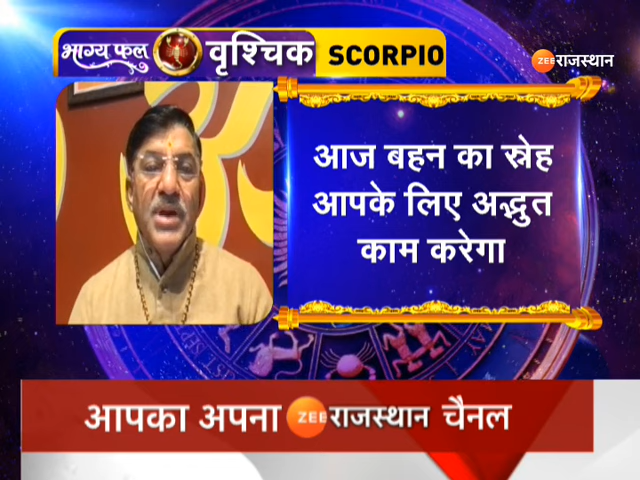 भाग्य फल वृश्चिक SCORPIO
ZEE राजस्थान
आज बहन का स्नेह
आपके लिए अद्भुत
काम करेगा
आपका अपना ZEE राजस्थान चैनल